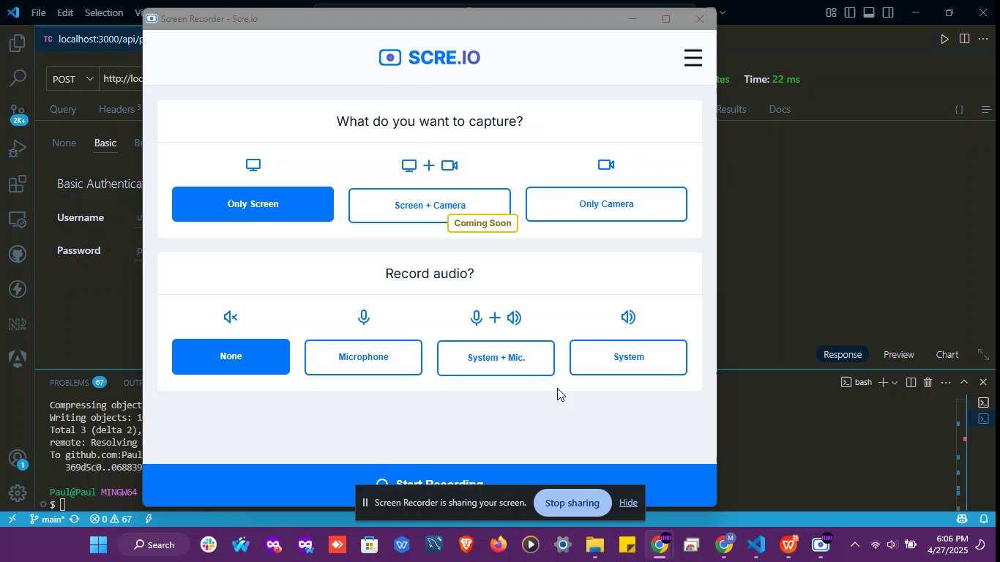 File Edit Selection
Screen Recorder - Scre.io
TC localhost:3000/api/p
SCRE.IO
POST http://loc
Time: 22 ms
Query Headers 3
Results Docs { }
What do you want to capture?
None Basic
Basic Authentica
Only Screen
Screen + Camera
Only Camera
Coming Soon
Username
Password
Record audio?
None
Microphone
System + Mic.
System
Response Preview Chart
2K+
PROBLEMS 67 OUTP
bash
Compressing object
Writing objects: 1
Total 3 (delta 2),
remote: Resolving
To github.com:Paul
369d5c0..068839
Paul@Paul MINGW64
$
1
Start Recording
Screen Recorder is sharing your screen.
Stop sharing
Hide
main* 0 67
Search
6:06 PM
4/27/2025